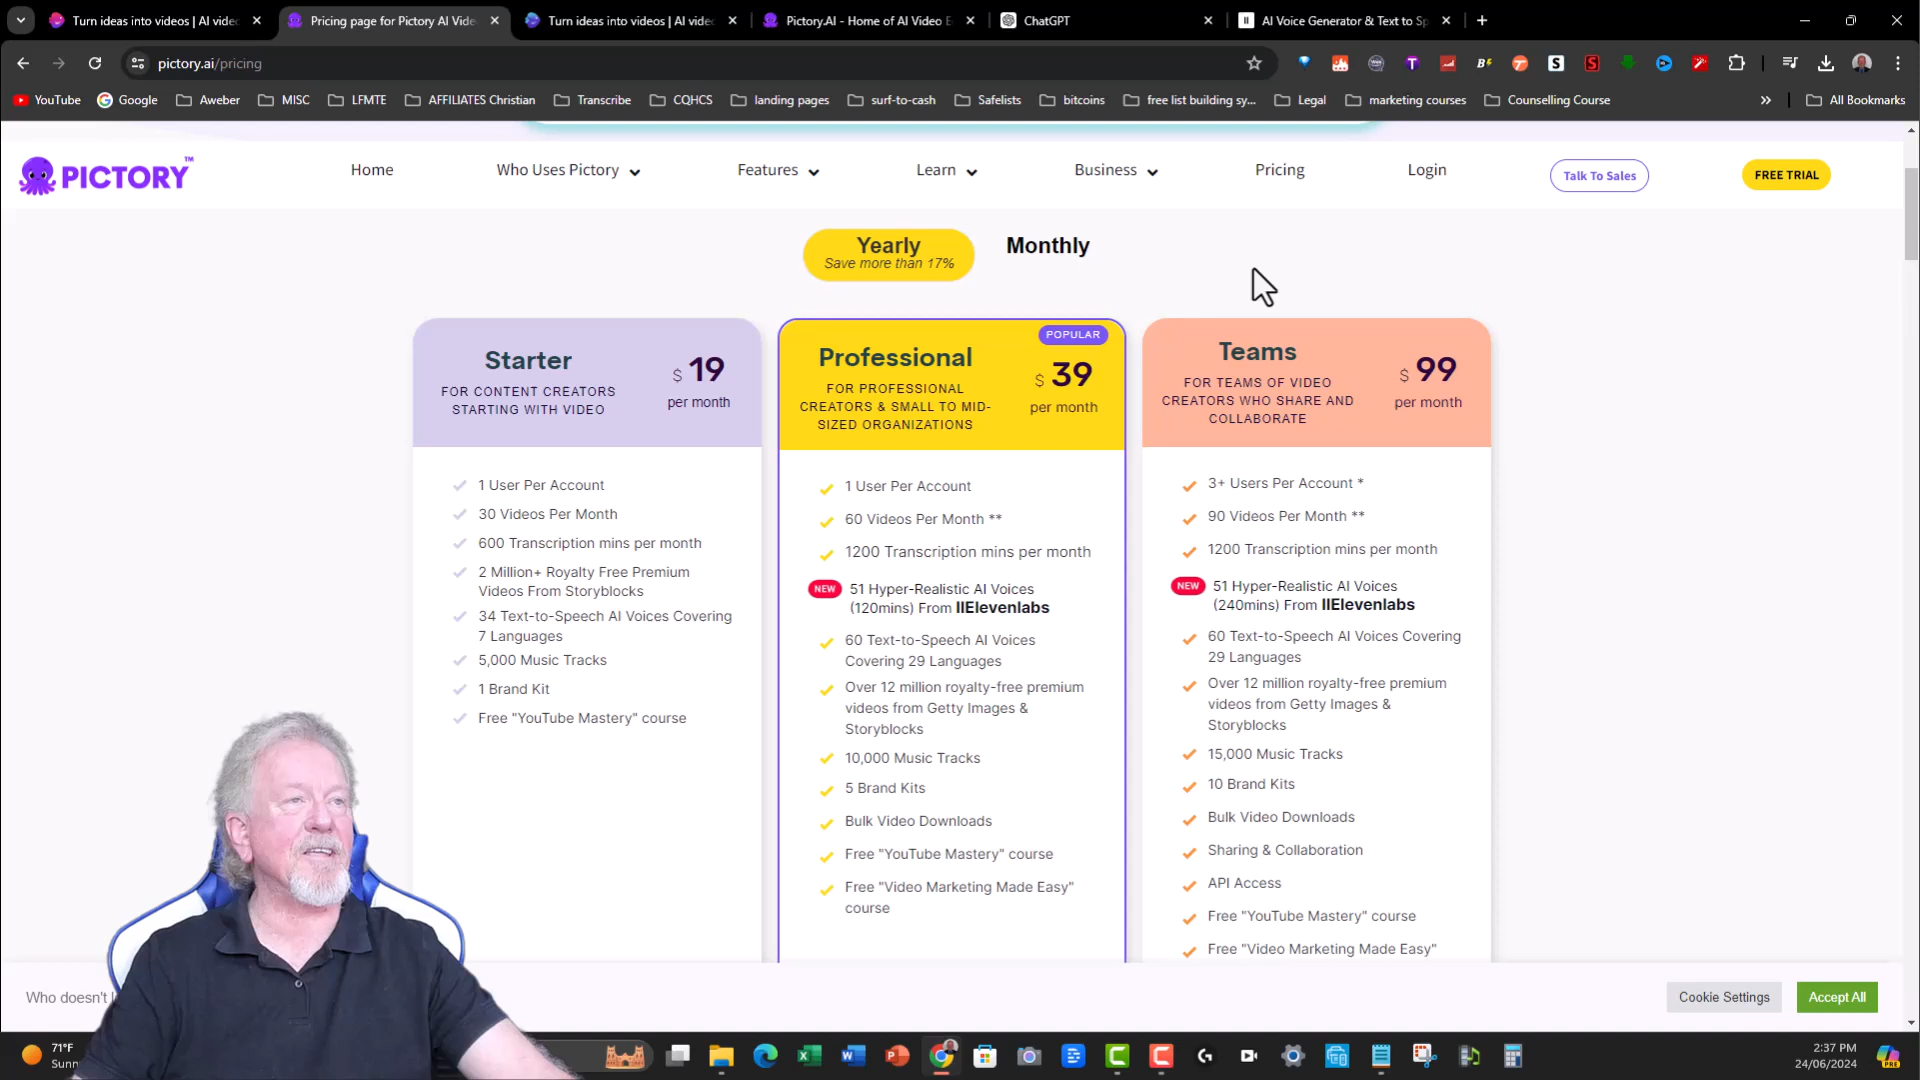 Turn ideas into videos | AI video
Pricing page for Pictory AI Vide
Turn ideas into videos | AI vide
Pictory.AI - Home of AI Video E
ChatGPT
AI Voice Generator & Text to Sp
pictory.ai/pricing
YouTube
Google
Aweber
MISC
LFMTE
AFFILIATES Christian
Transcribe
CQHCS
landing pages
surf-to-cash
Safelists
bitcoins
free list building sy...
Legal
marketing courses
Counselling Course
All Bookmarks
PICTORY™
Home
Who Uses Pictory
Features
Learn
Business
Pricing
Login
Talk To Sales
FREE TRIAL
Yearly
Save more than 17%
Monthly
Starter
FOR CONTENT CREATORS
STARTING WITH VIDEO
$ 19
per month
1 User Per Account
30 Videos Per Month
600 Transcription mins per month
2 Million+ Royalty Free Premium
Videos From Storyblocks
34 Text-to-Speech AI Voices Covering
7 Languages
5,000 Music Tracks
1 Brand Kit
Free "YouTube Mastery" course
POPULAR
Professional
FOR PROFESSIONAL
CREATORS & SMALL TO MID-
SIZED ORGANIZATIONS
$ 39
per month
1 User Per Account
60 Videos Per Month **
1200 Transcription mins per month
NEW
51 Hyper-Realistic AI Voices
(120mins) From IIElevenlabs
60 Text-to-Speech AI Voices
Covering 29 Languages
Over 12 million royalty-free premium
videos from Getty Images &
Storyblocks
10,000 Music Tracks
5 Brand Kits
Bulk Video Downloads
Free "YouTube Mastery" course
Free "Video Marketing Made Easy"
course
Teams
FOR TEAMS OF VIDEO
CREATORS WHO SHARE AND
COLLABORATE
$ 99
per month
3+ Users Per Account *
90 Videos Per Month **
1200 Transcription mins per month
NEW
51 Hyper-Realistic AI Voices
(240mins) From IIElevenlabs
60 Text-to-Speech AI Voices Covering
29 Languages
Over 12 million royalty-free premium
videos from Getty Images &
Storyblocks
15,000 Music Tracks
10 Brand Kits
Bulk Video Downloads
Sharing & Collaboration
API Access
Free "YouTube Mastery" course
Free "Video Marketing Made Easy"
Who doesn't
Cookie Settings
Accept All
71°F
Sunn
2:37 PM
24/06/2024